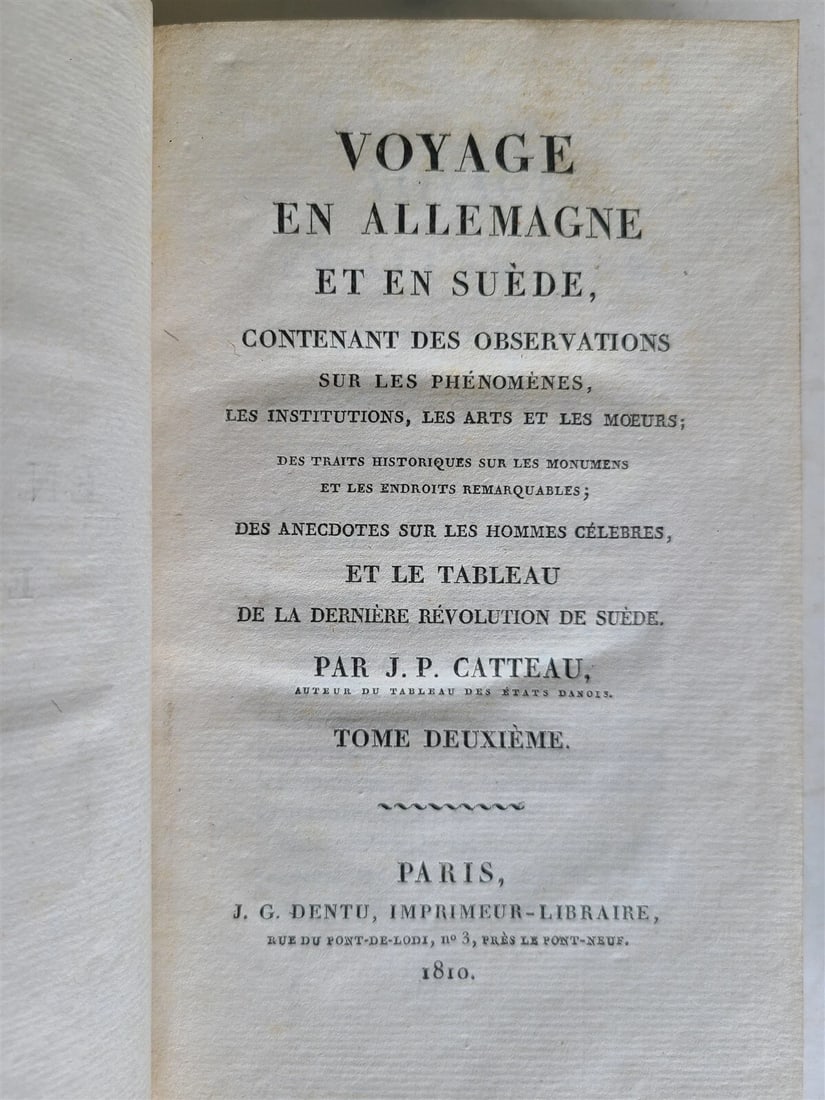 VOYAGE
EN ALLEMAGNE
ET EN SUÈDE,
CONTENANT DES OBSERVATIONS
SUR LES PHÉNOMÈNES,
LES INSTITUTIONS, LES ARTS ET LES MŒURS;
DES TRAITS HISTORIQUES SUR LES MONUMENS
ET LES ENDROITS REMARQUABLES;
DES ANECDOTES SUR LES HOMMES CÉLEBRES,
ET LE TABLEAU
DE LA DERNIÈRE RÉVOLUTION DE SUÈDE.
PAR J. P. CATTEAU,
AUTEUR DU TABLEAU DES ÉTATS DANOIS.
TOME DEUXIÈME.
PARIS,
J. G. DENTU, IMPRIMEUR-LIBRAIRE,
RUE DU PONT-DE-LODI, nº 3, PRÈS LE PONT-NEUF.
1810.